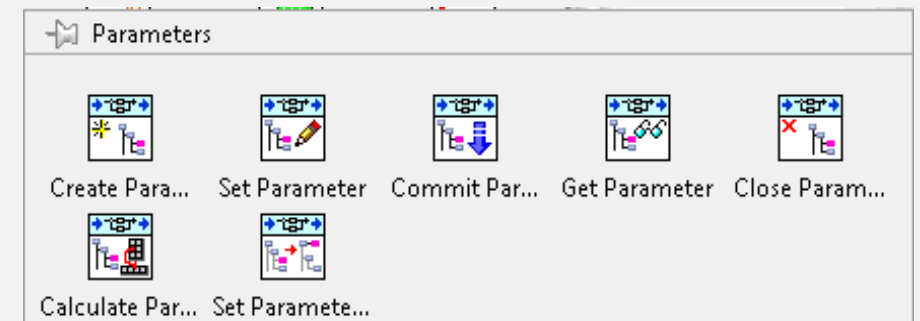 Parameters
Create Para... Set Parameter Commit Par... Get Parameter Close Param...
Calculate Par... Set Paramete...